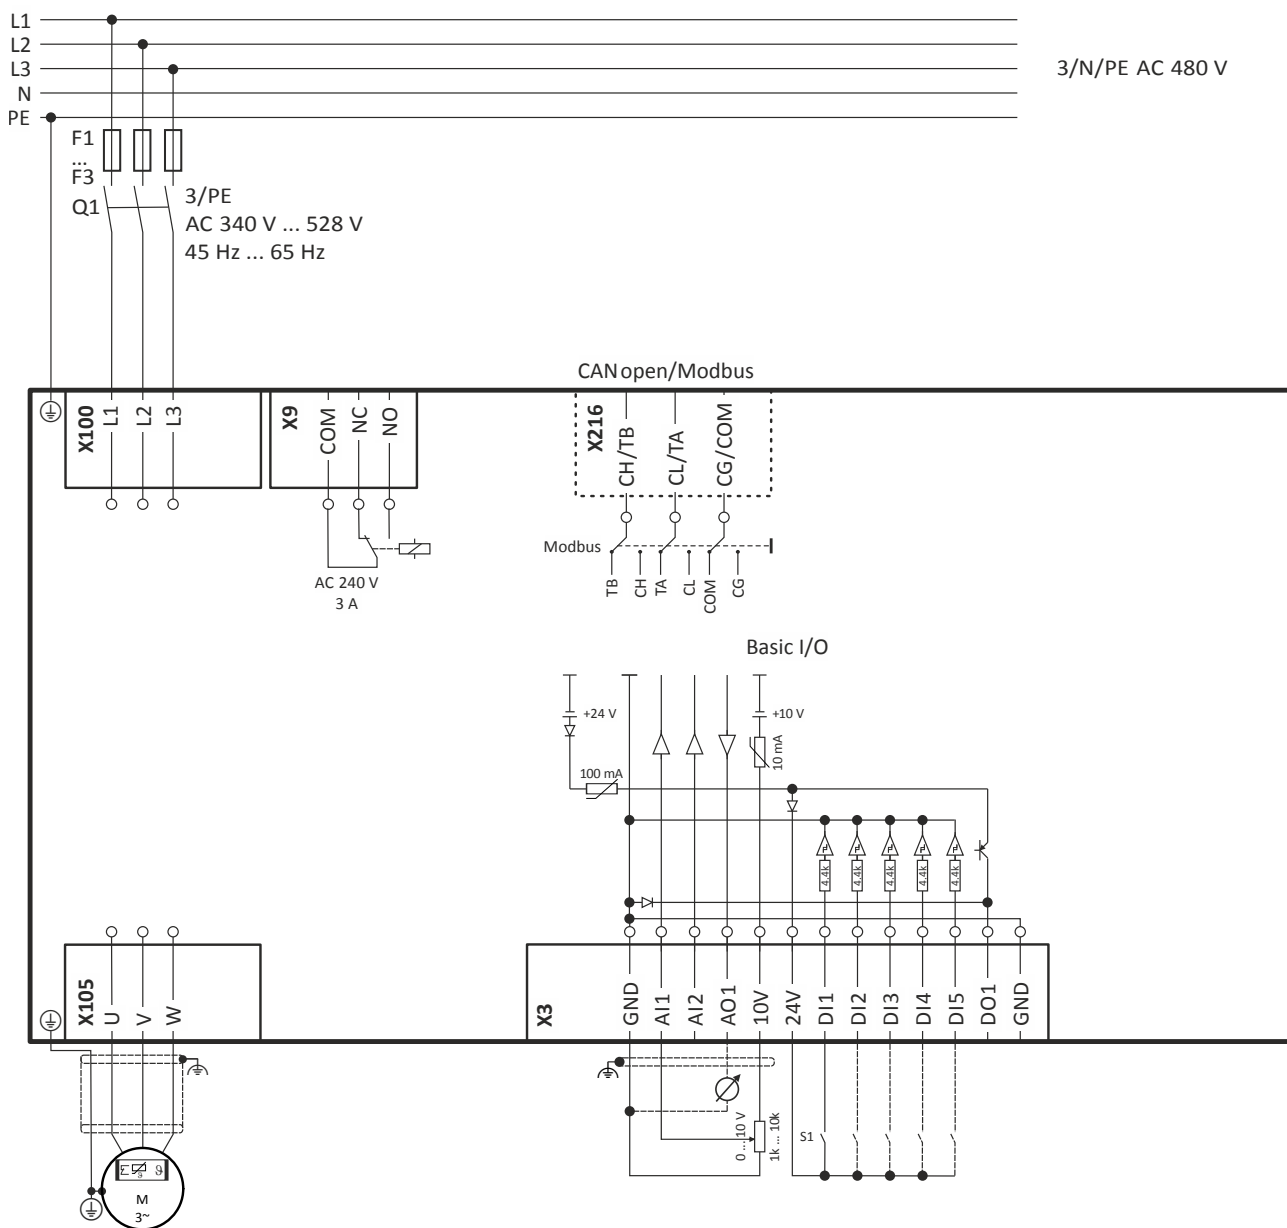 L1
L2
L3
N
PE
3/N/PE AC 480 V
F1
...
F3
Q1
3/PE
AC 340 V ... 528 V
45 Hz ... 65 Hz
CANopen/Modbus
X100
L1
L2
L3
X9
COM
NC
NO
X216
CH/TB
CL/TA
CG/COM
Modbus
TB
CH
TA
CL
COM
CG
AC 240 V
3 A
Basic I/O
+24 V
+10 V
10 mA
100 mA
4.4k
4.4k
4.4k
4.4k
4.4k
X105
U
V
W
X3
GND
AI1
AI2
AO1
10V
24V
DI1
DI2
DI3
DI4
DI5
DO1
GND
0 ... 10 V
1k ... 10k
S1
ϑ
M
3~